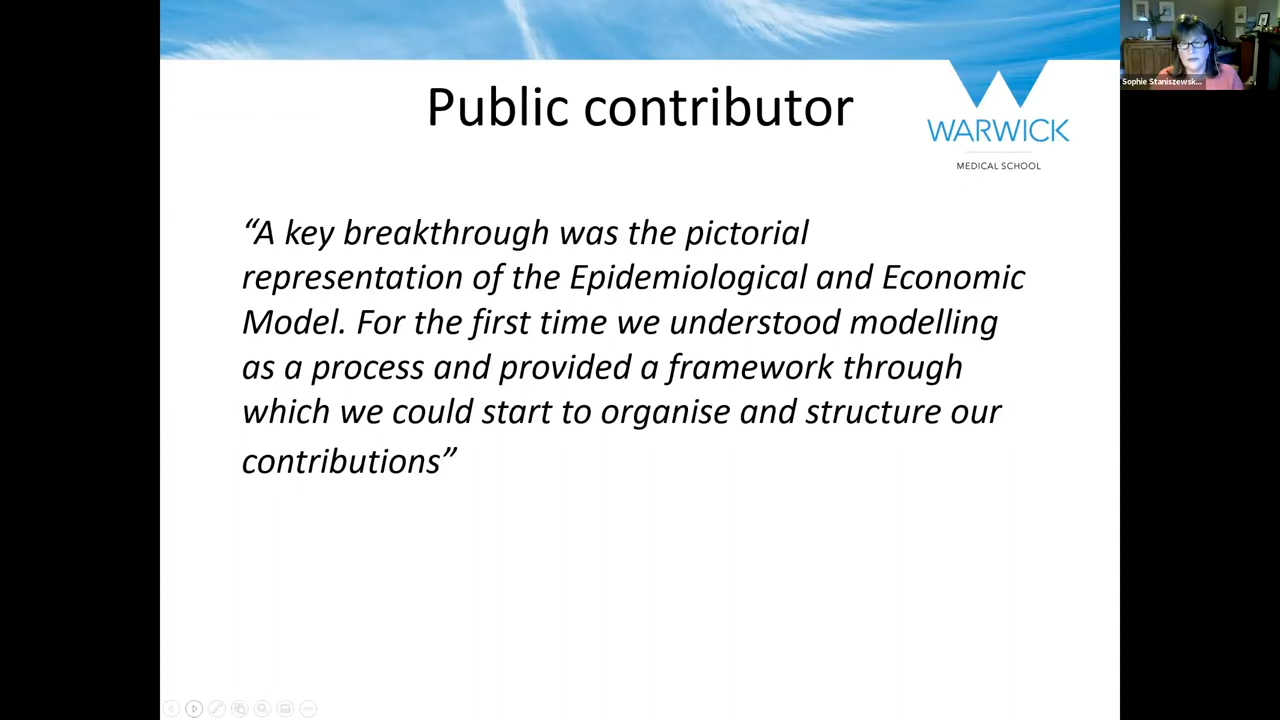 Public contributor
WARWICK
MEDICAL SCHOOL
Sophie Staniszewsk...
“A key breakthrough was the pictorial
representation of the Epidemiological and Economic
Model. For the first time we understood modelling
as a process and provided a framework through
which we could start to organise and structure our
contributions”